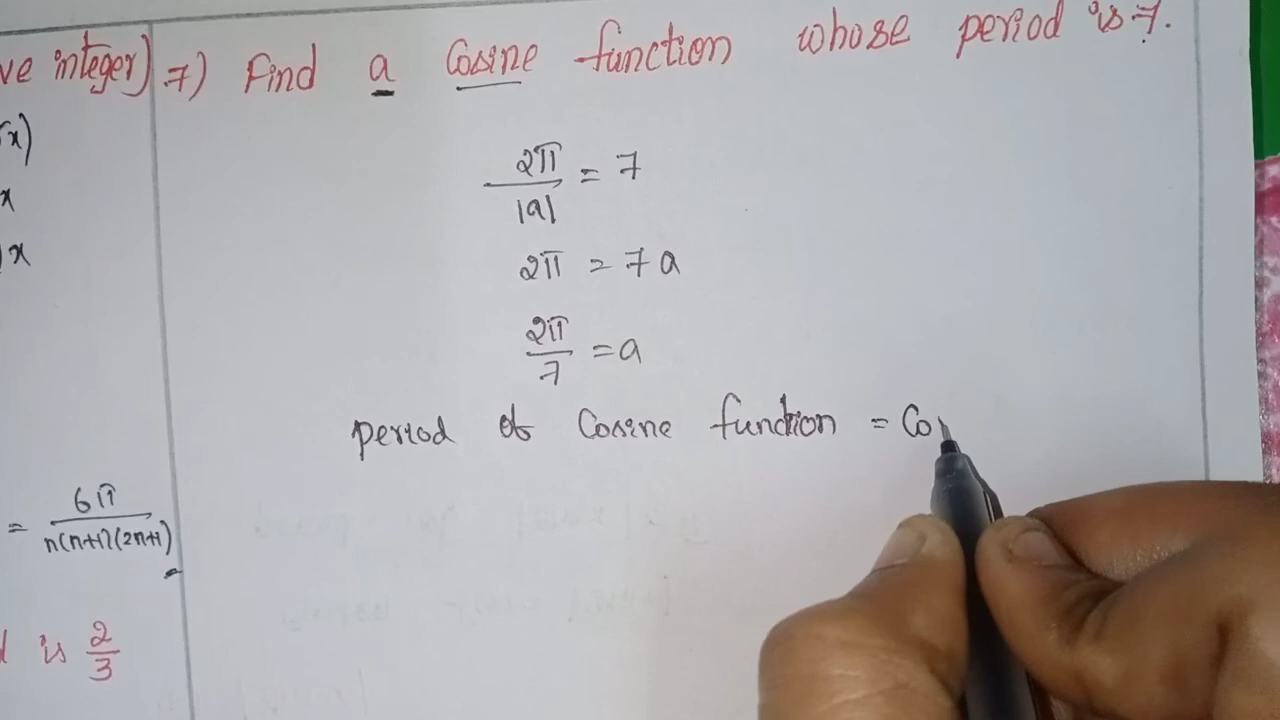 ve integer)
x)
x
)x
= 6π / n(n+1)(2n+1)
is 2/3
7) Find a Cosine function whose period is 7.
2π / |a| = 7
2π = 7a
2π / 7 = a
period of Cosine function = Co